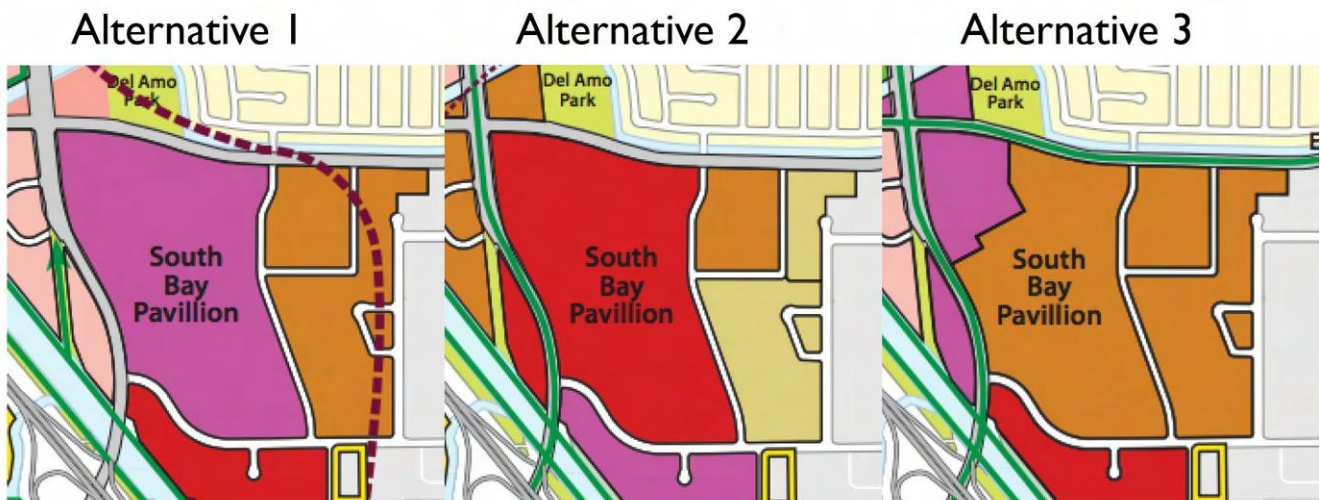 Alternative 1
Alternative 2
Alternative 3
Del Amo
Park
South
Bay
Pavillion
Del Amo
Park
South
Bay
Pavillion
Del Amo
Park
South
Bay
Pavillion
E